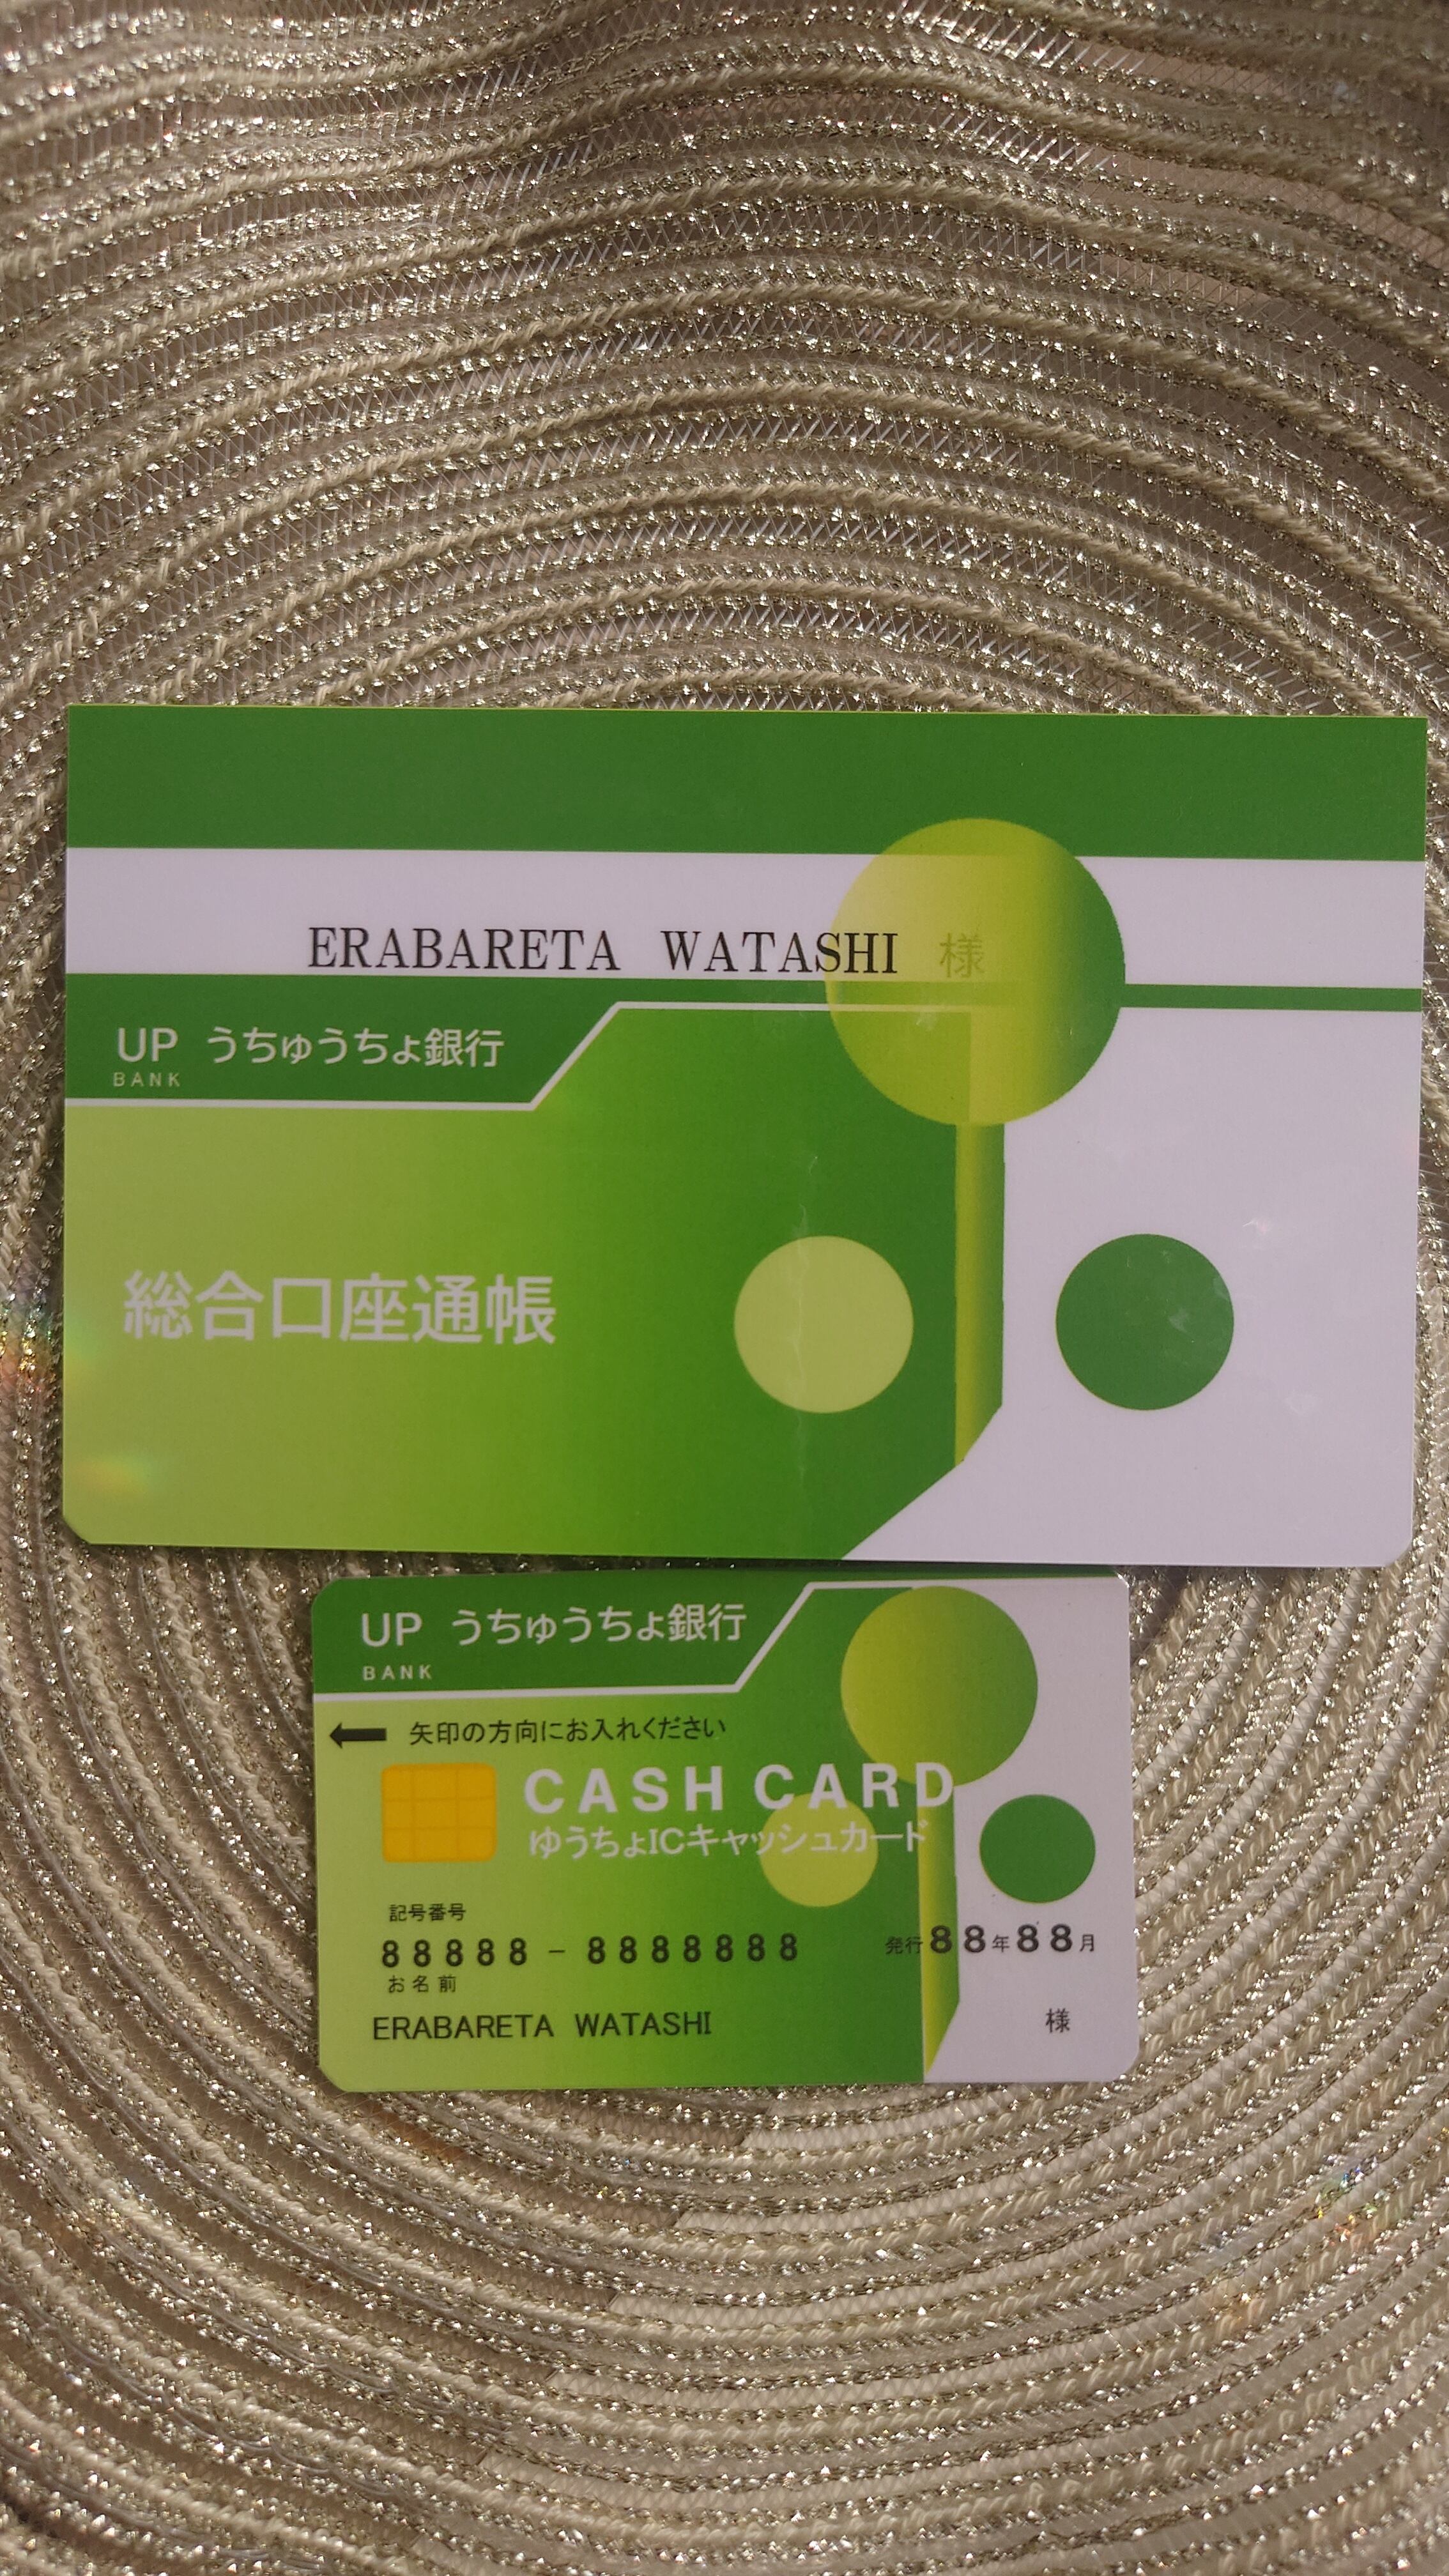 ERABARETA WATASHI 様
UP うちゅうちょ銀行
BANK
総合口座通帳
UP うちゅうちょ銀行
BANK
← 矢印の方向にお入れください
CASH CARD
ゆうちょICキャッシュカード
記号番号
88888 - 8888888 発行88年88月
お名前
ERABARETA WATASHI 様